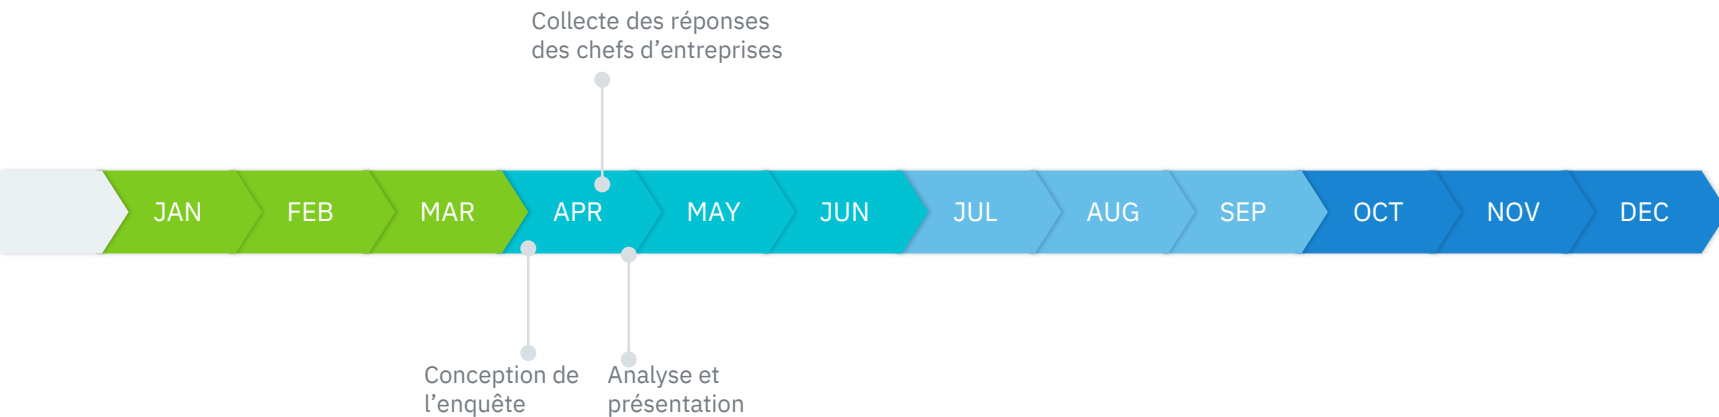 Collecte des réponses
des chefs d’entreprises
JAN FEB MAR APR MAY JUN JUL AUG SEP OCT NOV DEC
Conception de
l’enquête
Analyse et
présentation